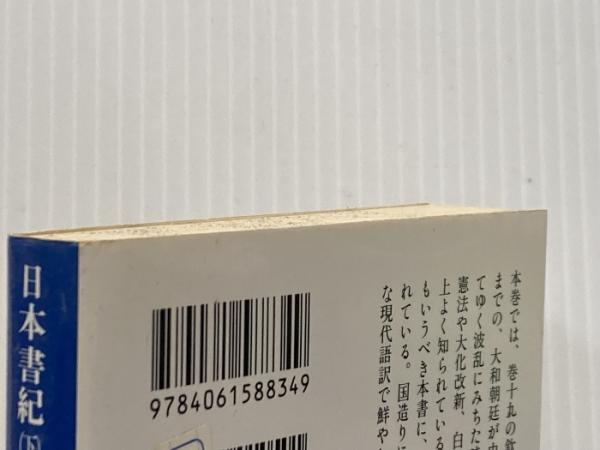 日本書紀(下
9784061588349
本巻では、巻十九の欽
までの、大和朝廷が中
てゆく波乱にみちた
憲法や大化改新、白
上よく知られている
もいうべき本書に、
れている。国造りに
な現代語訳で鮮や